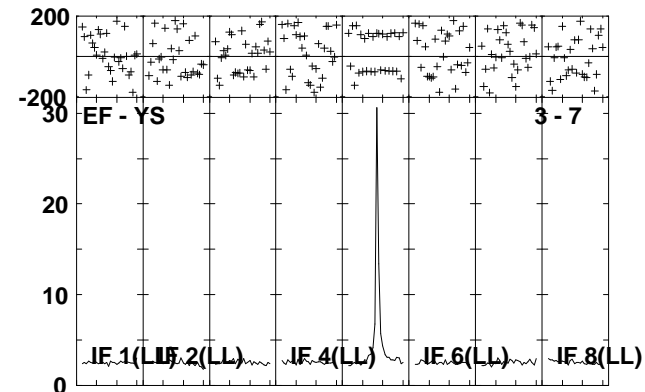 200
-200
EF - YS
3 - 7
30
20
10
IF 1(LL)
IF 2(LL)
IF 4(LL)
IF 6(LL)
IF 8(LL)
0